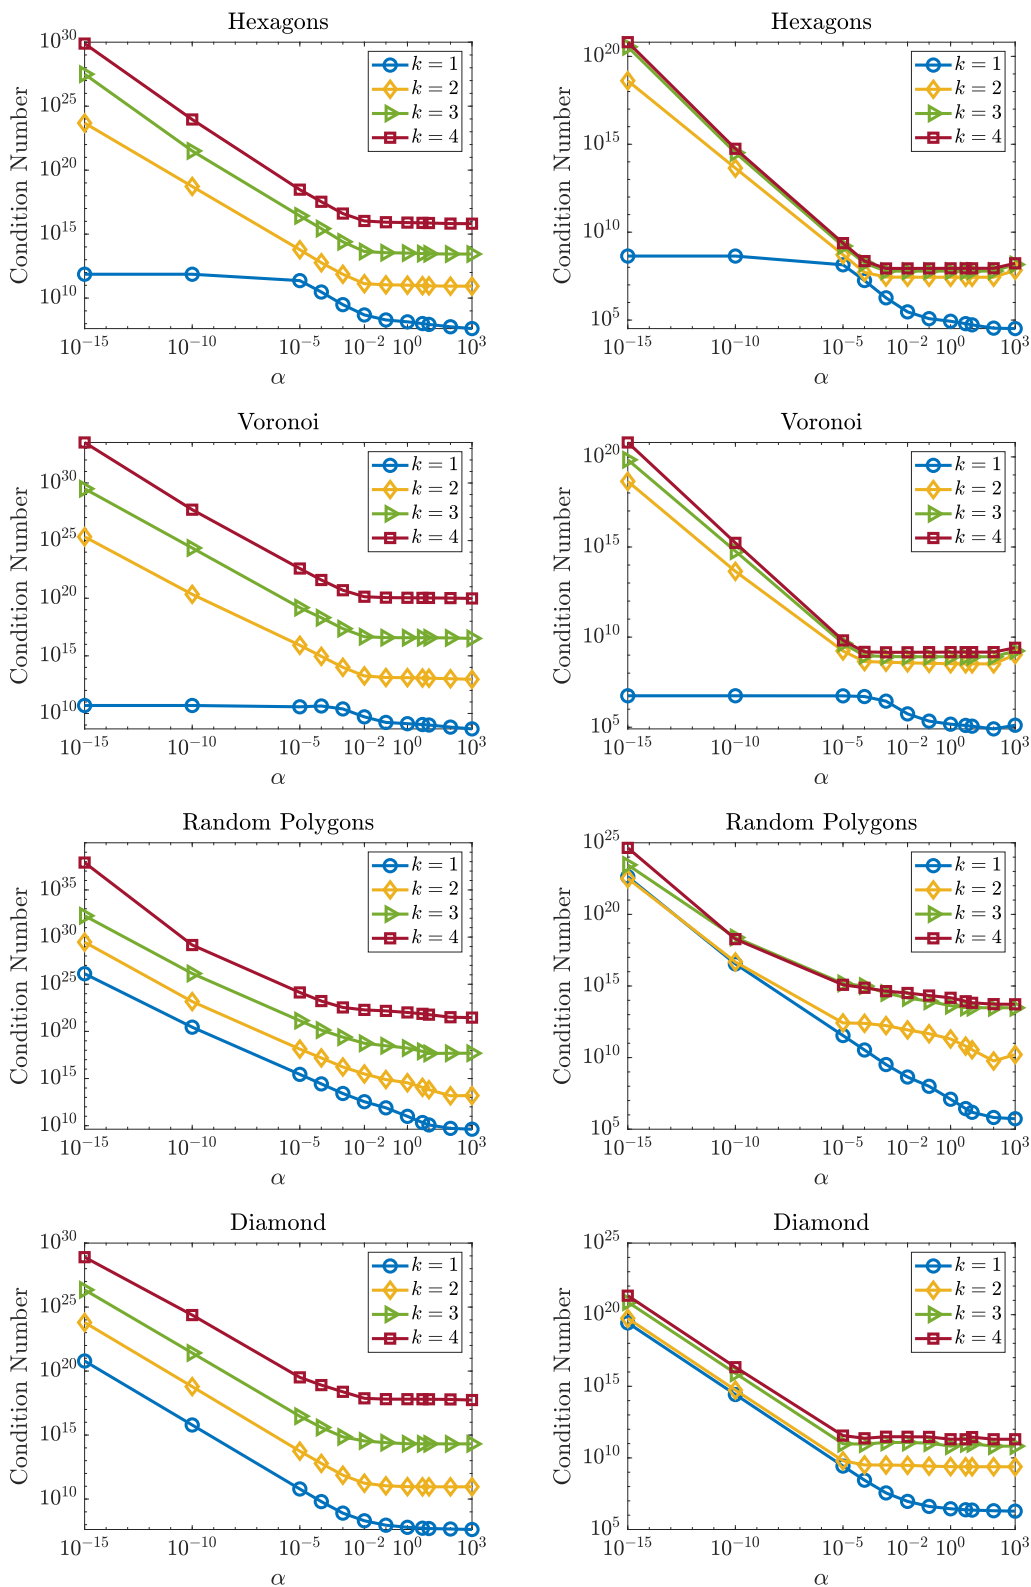 Hexagons
Condition Number
10^30
10^25
10^20
10^15
10^10
k = 1
k = 2
k = 3
k = 4
10^−15 10^−10 10^−5 10^−2 10^0 10^3
α
Hexagons
Condition Number
10^20
10^15
10^10
10^5
k = 1
k = 2
k = 3
k = 4
10^−15 10^−10 10^−5 10^−2 10^0 10^3
α
Voronoi
Condition Number
10^30
10^25
10^20
10^15
10^10
k = 1
k = 2
k = 3
k = 4
10^−15 10^−10 10^−5 10^−2 10^0 10^3
α
Voronoi
Condition Number
10^20
10^15
10^10
10^5
k = 1
k = 2
k = 3
k = 4
10^−15 10^−10 10^−5 10^−2 10^0 10^3
α
Random Polygons
Condition Number
10^35
10^30
10^25
10^20
10^15
10^10
k = 1
k = 2
k = 3
k = 4
10^−15 10^−10 10^−5 10^−2 10^0 10^3
α
Random Polygons
Condition Number
10^25
10^20
10^15
10^10
10^5
k = 1
k = 2
k = 3
k = 4
10^−15 10^−10 10^−5 10^−2 10^0 10^3
α
Diamond
Condition Number
10^30
10^25
10^20
10^15
10^10
k = 1
k = 2
k = 3
k = 4
10^−15 10^−10 10^−5 10^−2 10^0 10^3
α
Diamond
Condition Number
10^25
10^20
10^15
10^10
10^5
k = 1
k = 2
k = 3
k = 4
10^−15 10^−10 10^−5 10^−2 10^0 10^3
α